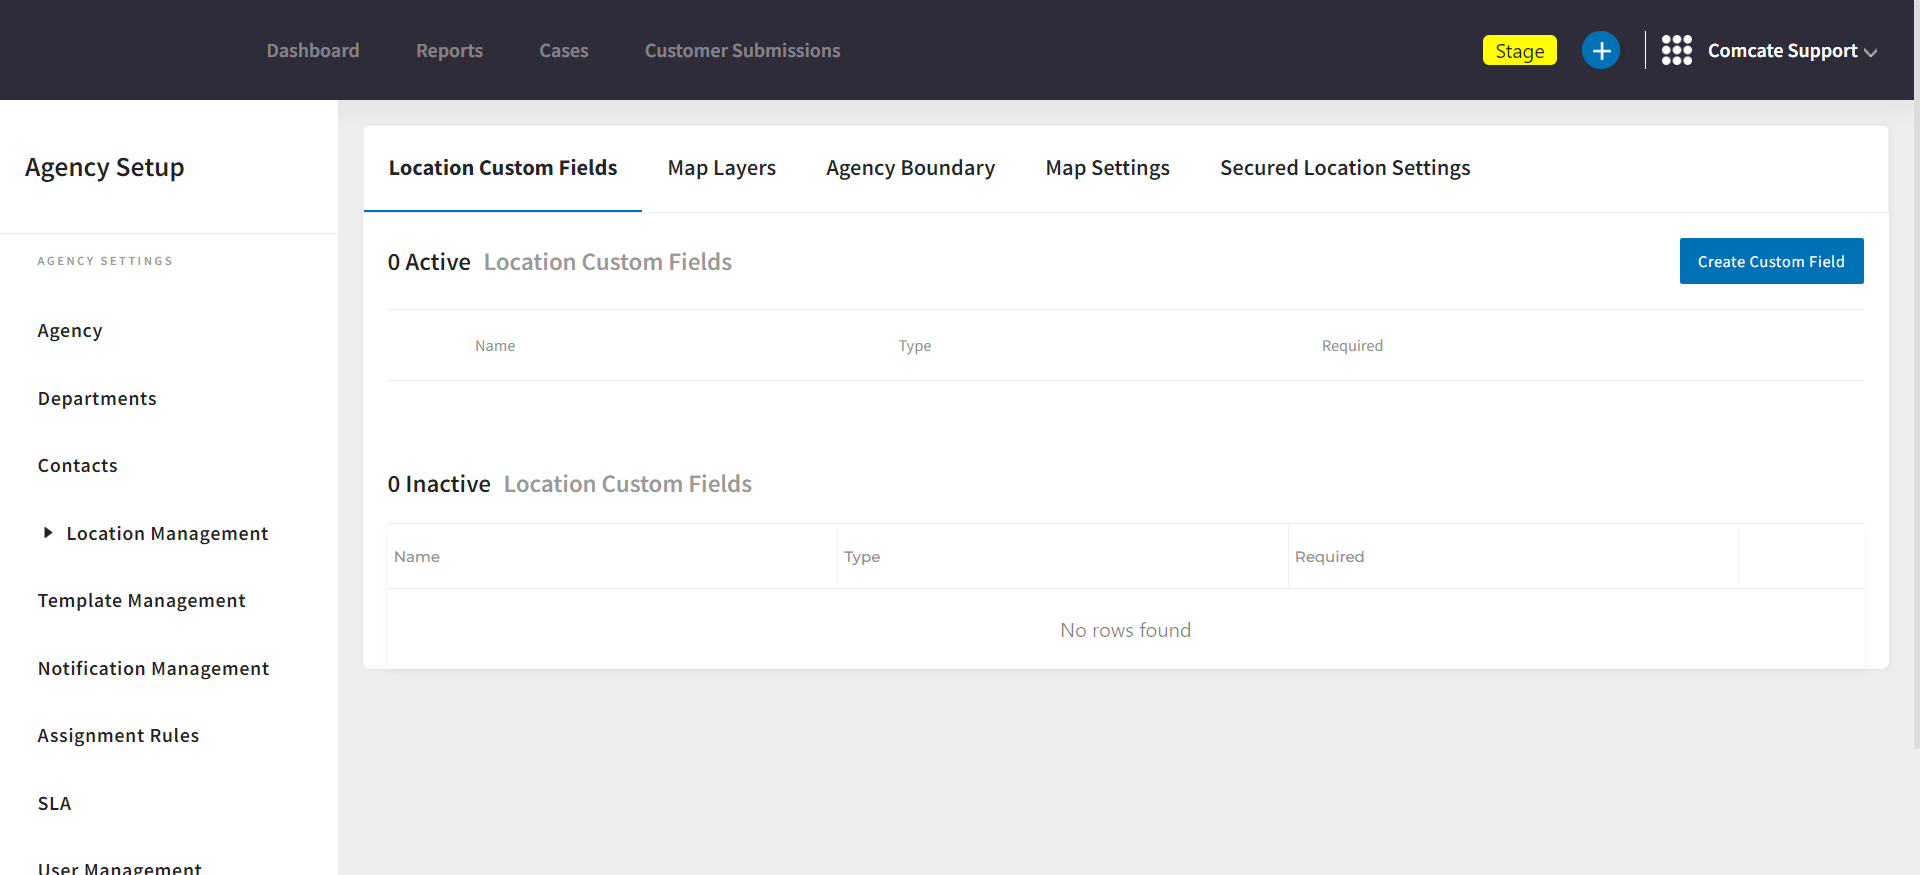 Dashboard Reports Cases Customer Submissions Stage Comcate Support
Agency Setup
AGENCY SETTINGS
Agency
Departments
Contacts
Location Management
Template Management
Notification Management
Assignment Rules
SLA
User Management
Location Custom Fields Map Layers Agency Boundary Map Settings Secured Location Settings
0 Active Location Custom Fields Create Custom Field
Name Type Required
0 Inactive Location Custom Fields
Name Type Required
No rows found